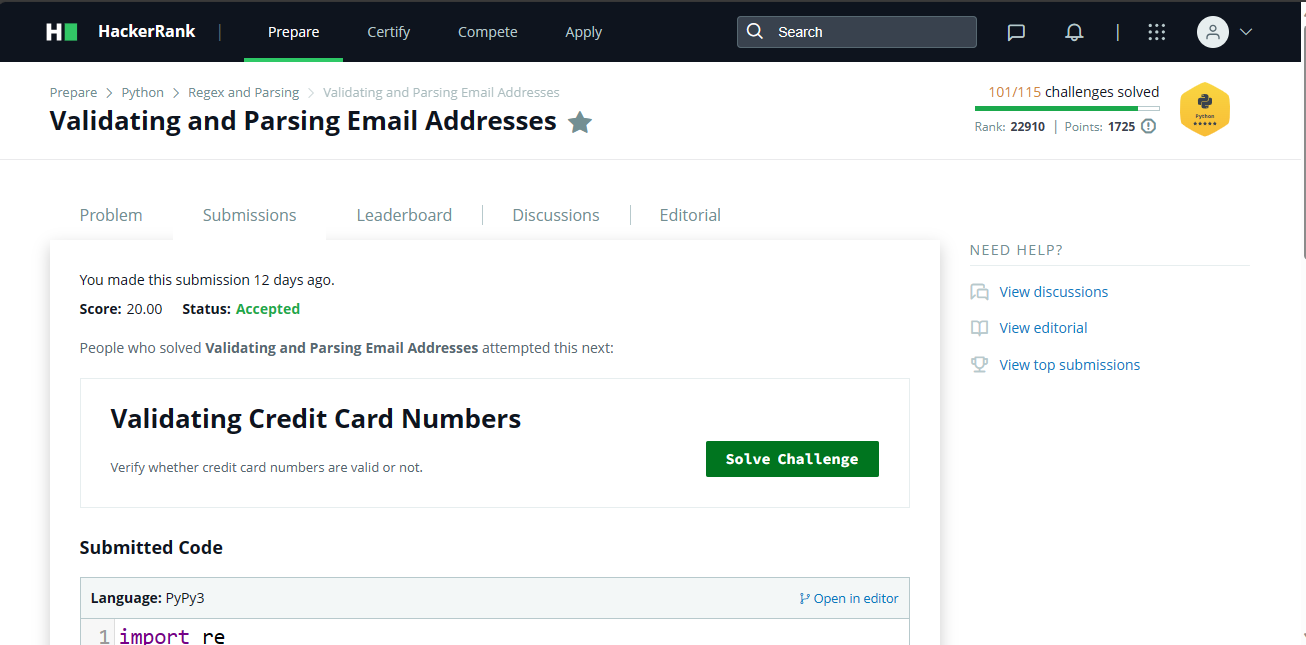 H HackerRank | Prepare Certify Compete Apply Search |
Prepare > Python > Regex and Parsing > Validating and Parsing Email Addresses
101/115 challenges solved
Validating and Parsing Email Addresses
Rank: 22910 | Points: 1725
Python
Problem Submissions Leaderboard Discussions Editorial
You made this submission 12 days ago.
Score: 20.00 Status: Accepted
People who solved Validating and Parsing Email Addresses attempted this next:
Validating Credit Card Numbers
Verify whether credit card numbers are valid or not.
Solve Challenge
Submitted Code
Language: PyPy3
Open in editor
1 import re
NEED HELP?
View discussions
View editorial
View top submissions